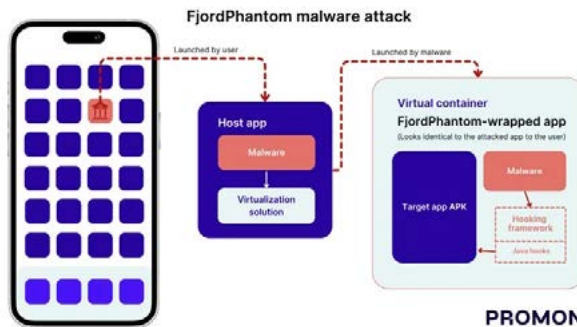 FjordPhantom malware attack
Launched by user
Launched by malware
Host app
Malware
Virtualization
solution
Virtual container
FjordPhantom-wrapped app
(Looks identical to the attacked app to the user)
Target app APK
Malware
Hooking
framework
Java hooks
PROMON